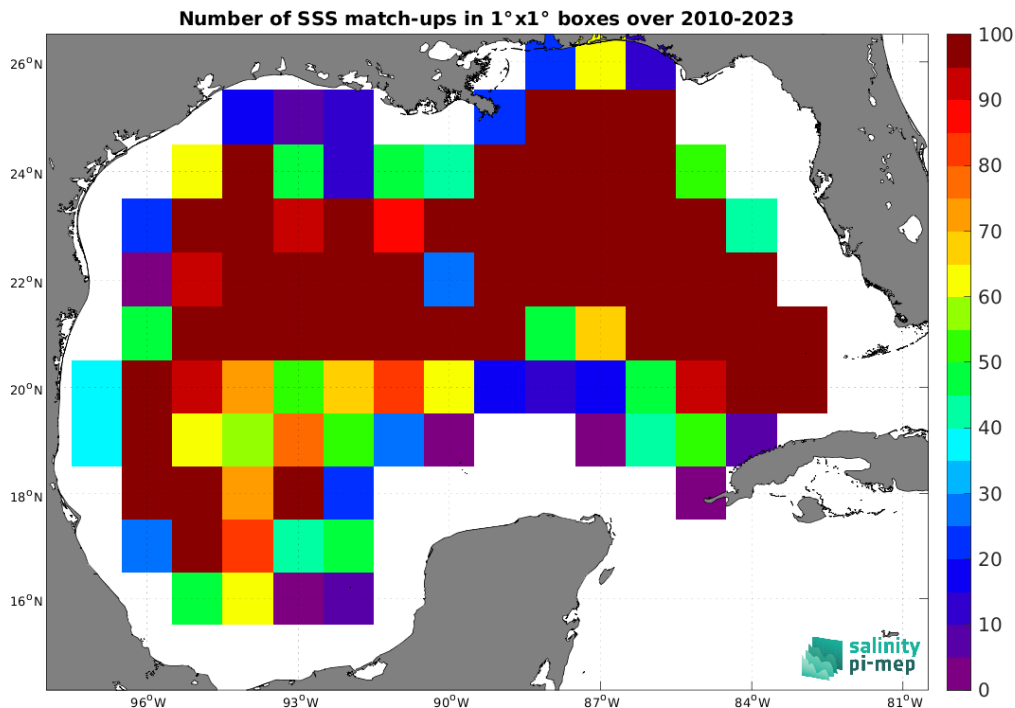 Number of SSS match-ups in 1°x1° boxes over 2010-2023
26°N
24°N
22°N
20°N
18°N
16°N
96°W
93°W
90°W
87°W
84°W
81°W
100
90
80
70
60
50
40
30
20
10
0
salinity
pi-mep